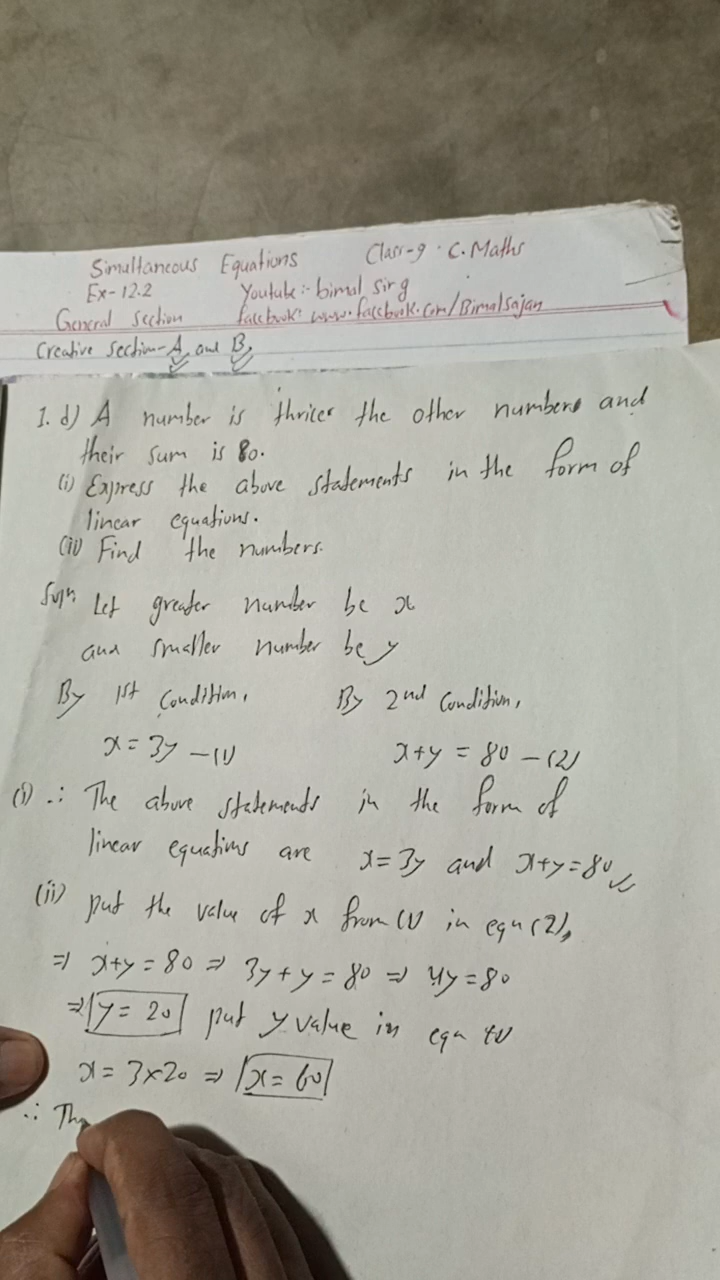 Simultaneous Equations Class-9 . C. Maths
Ex-12.2 Youtube:- bimal sir g
General Section facebook: www.facebook.com/Bimalsajan
Creative section-A and B,
1. d) A number is thrice the other number and
their sum is 80.
(i) Express the above statements in the form of
linear equations.
(ii) Find the numbers.
Soln Let greater number be x
and smaller number be y
By 1st Condition, By 2nd Condition,
x = 3y -(1) x+y = 80 -(2)
(i) ∴ The above statements in the form of
linear equations are x=3y and x+y=80
(ii) put the value of x from (1) in eqn (2),
⇒ x+y = 80 ⇒ 3y+y = 80 ⇒ 4y=80
⇒ y = 20 put y value in eqn (1)
x = 3×20 ⇒ x = 60
∴ The